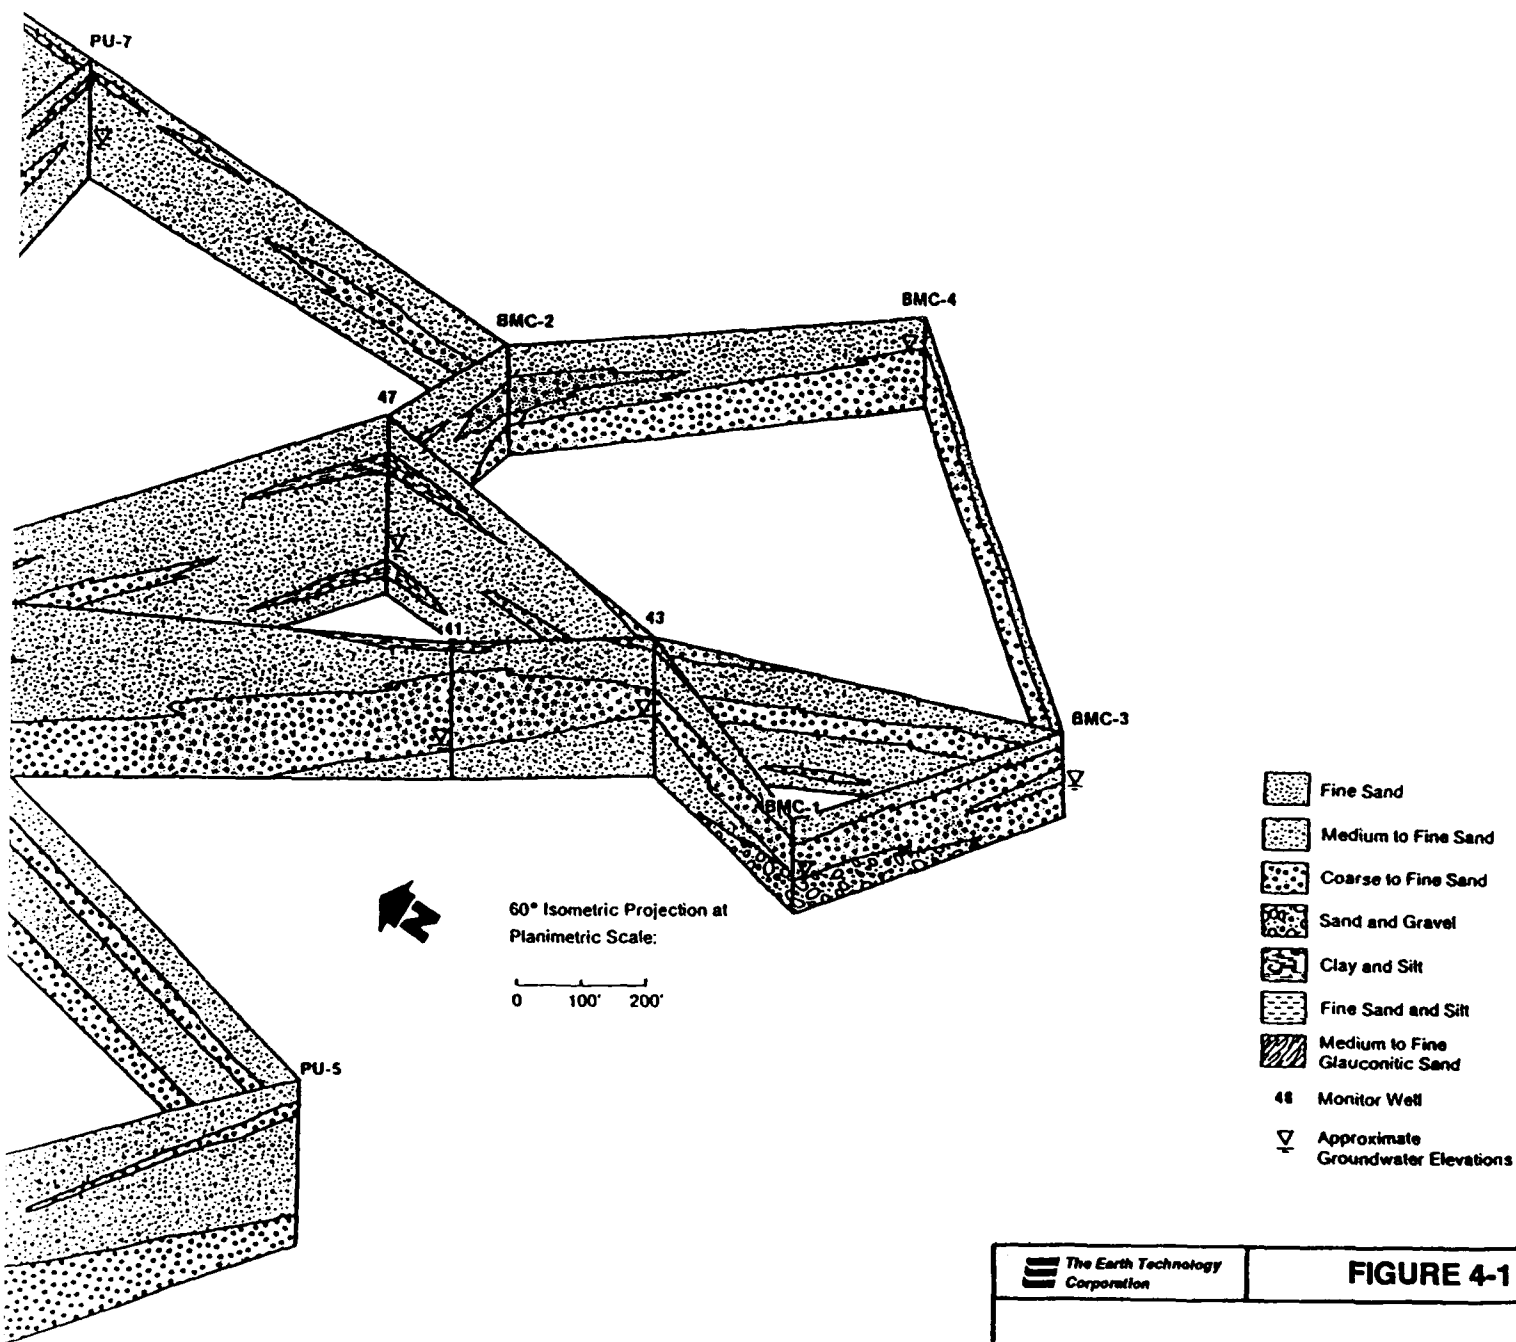 PU-7
BMC-2
BMC-4
47
41
43
BMC-3
BMC-1
N
60° Isometric Projection at
Planimetric Scale:
0 100' 200'
PU-5
Fine Sand
Medium to Fine Sand
Coarse to Fine Sand
Sand and Gravel
Clay and Silt
Fine Sand and Silt
Medium to Fine
Glauconitic Sand
48 Monitor Well
Approximate
Groundwater Elevations
The Earth Technology
Corporation
FIGURE 4-1